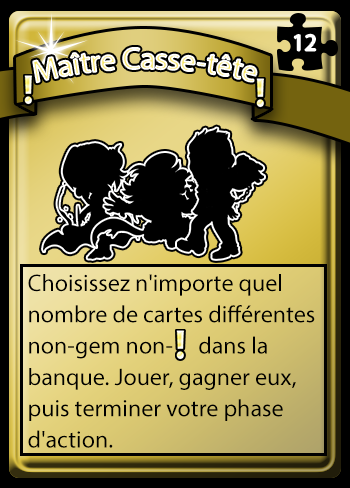 12
!Maître Casse-tête!
Choisissez n'importe quel
nombre de cartes différentes
non-gem non-! dans la
banque. Jouer, gagner eux,
puis terminer votre phase
d'action.